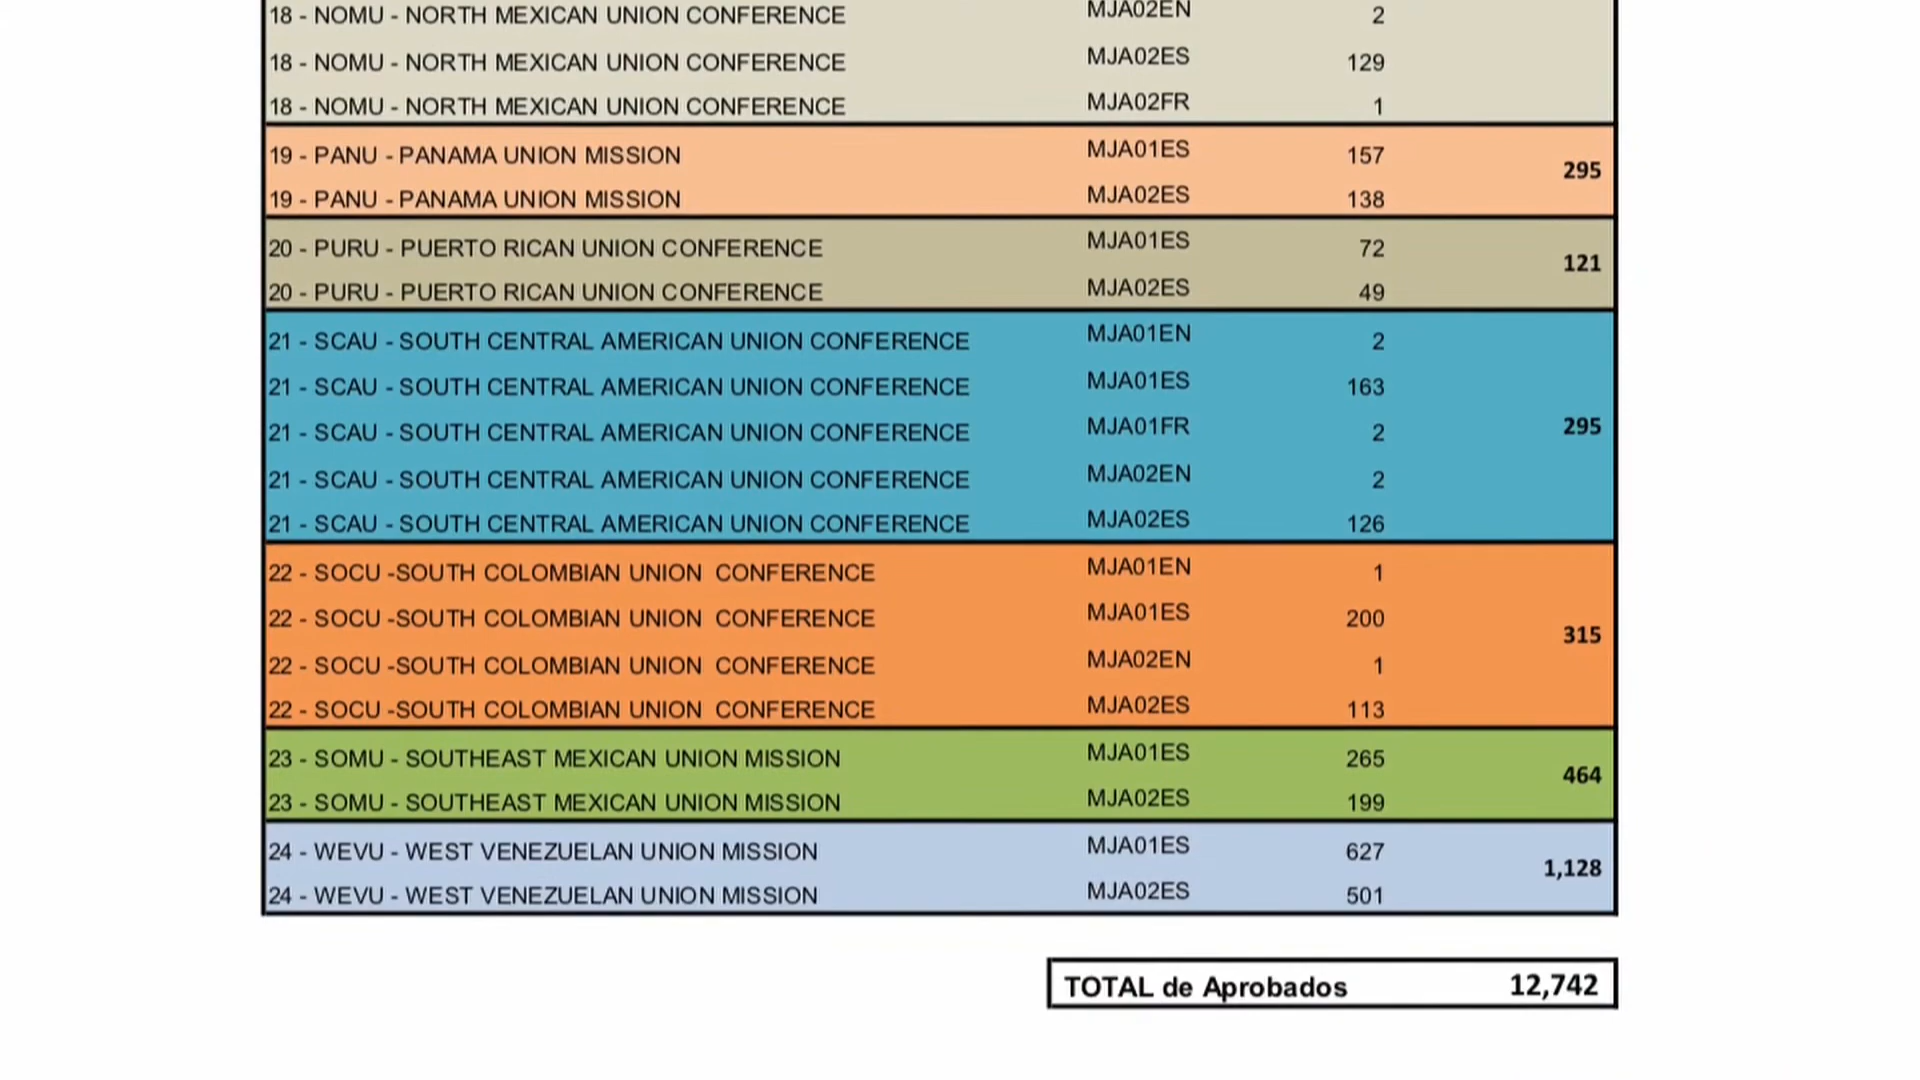 18 - NOMU - NORTH MEXICAN UNION CONFERENCE MJA02EN 2
18 - NOMU - NORTH MEXICAN UNION CONFERENCE MJA02ES 129
18 - NOMU - NORTH MEXICAN UNION CONFERENCE MJA02FR 1
19 - PANU - PANAMA UNION MISSION MJA01ES 157
295
19 - PANU - PANAMA UNION MISSION MJA02ES 138
20 - PURU - PUERTO RICAN UNION CONFERENCE MJA01ES 72
121
20 - PURU - PUERTO RICAN UNION CONFERENCE MJA02ES 49
21 - SCAU - SOUTH CENTRAL AMERICAN UNION CONFERENCE MJA01EN 2
21 - SCAU - SOUTH CENTRAL AMERICAN UNION CONFERENCE MJA01ES 163
21 - SCAU - SOUTH CENTRAL AMERICAN UNION CONFERENCE MJA01FR 2 295
21 - SCAU - SOUTH CENTRAL AMERICAN UNION CONFERENCE MJA02EN 2
21 - SCAU - SOUTH CENTRAL AMERICAN UNION CONFERENCE MJA02ES 126
22 - SOCU -SOUTH COLOMBIAN UNION  CONFERENCE MJA01EN 1
22 - SOCU -SOUTH COLOMBIAN UNION  CONFERENCE MJA01ES 200
315
22 - SOCU -SOUTH COLOMBIAN UNION  CONFERENCE MJA02EN 1
22 - SOCU -SOUTH COLOMBIAN UNION  CONFERENCE MJA02ES 113
23 - SOMU - SOUTHEAST MEXICAN UNION MISSION MJA01ES 265
464
23 - SOMU - SOUTHEAST MEXICAN UNION MISSION MJA02ES 199
24 - WEVU - WEST VENEZUELAN UNION MISSION MJA01ES 627
1,128
24 - WEVU - WEST VENEZUELAN UNION MISSION MJA02ES 501
TOTAL de Aprobados 12,742